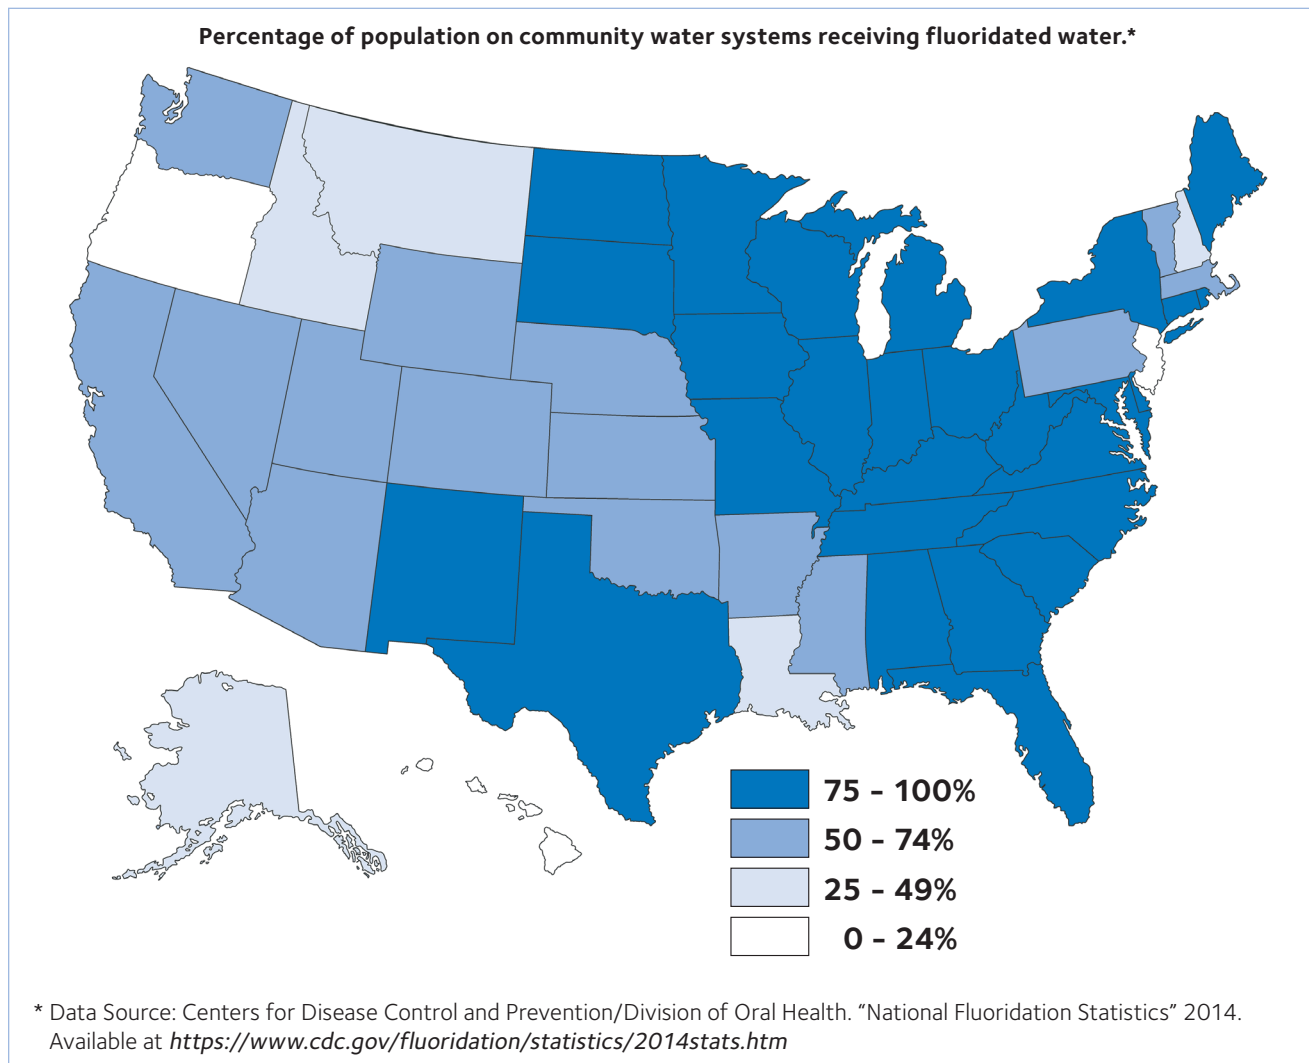 Percentage of population on community water systems receiving fluoridated water.*
75 - 100%
50 - 74%
25 - 49%
0 - 24%
* Data Source: Centers for Disease Control and Prevention/Division of Oral Health. “National Fluoridation Statistics” 2014.
Available at https://www.cdc.gov/fluoridation/statistics/2014stats.htm